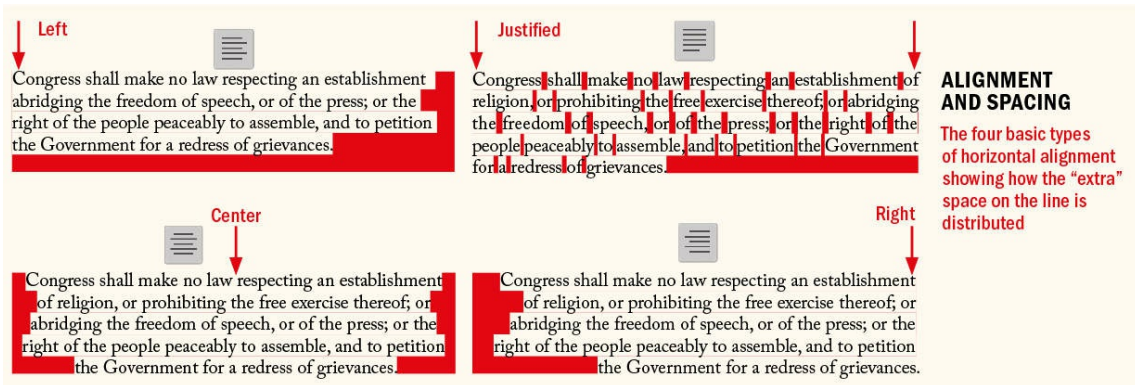 Left
Congress shall make no law respecting an establishment
abridging the freedom of speech, or of the press; or the
right of the people peaceably to assemble, and to petition
the Government for a redress of grievances.
Justified
Congress shall make no law respecting an establishment of
religion, or prohibiting the free exercise thereof; or abridging
the freedom of speech, or of the press; or the right of the
people peaceably to assemble, and to petition the Government
for a redress of grievances.
ALIGNMENT
AND SPACING
The four basic types
of horizontal alignment
showing how the “extra”
space on the line is
distributed
Center
Congress shall make no law respecting an establishment
of religion, or prohibiting the free exercise thereof; or
abridging the freedom of speech, or of the press; or the
right of the people peaceably to assemble, and to petition
the Government for a redress of grievances.
Right
Congress shall make no law respecting an establishment
of religion, or prohibiting the free exercise thereof; or
abridging the freedom of speech, or of the press; or the
right of the people peaceably to assemble, and to petition
the Government for a redress of grievances.